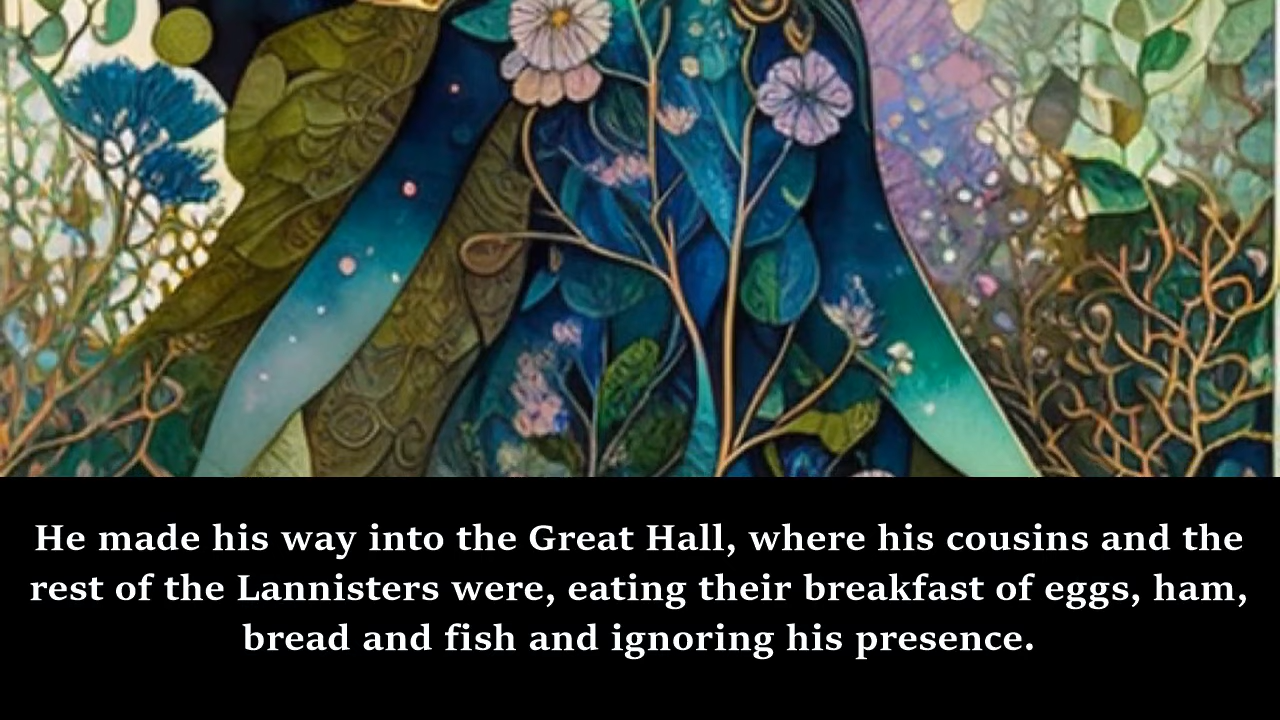 He made his way into the Great Hall, where his cousins and the
rest of the Lannisters were, eating their breakfast of eggs, ham,
bread and fish and ignoring his presence.